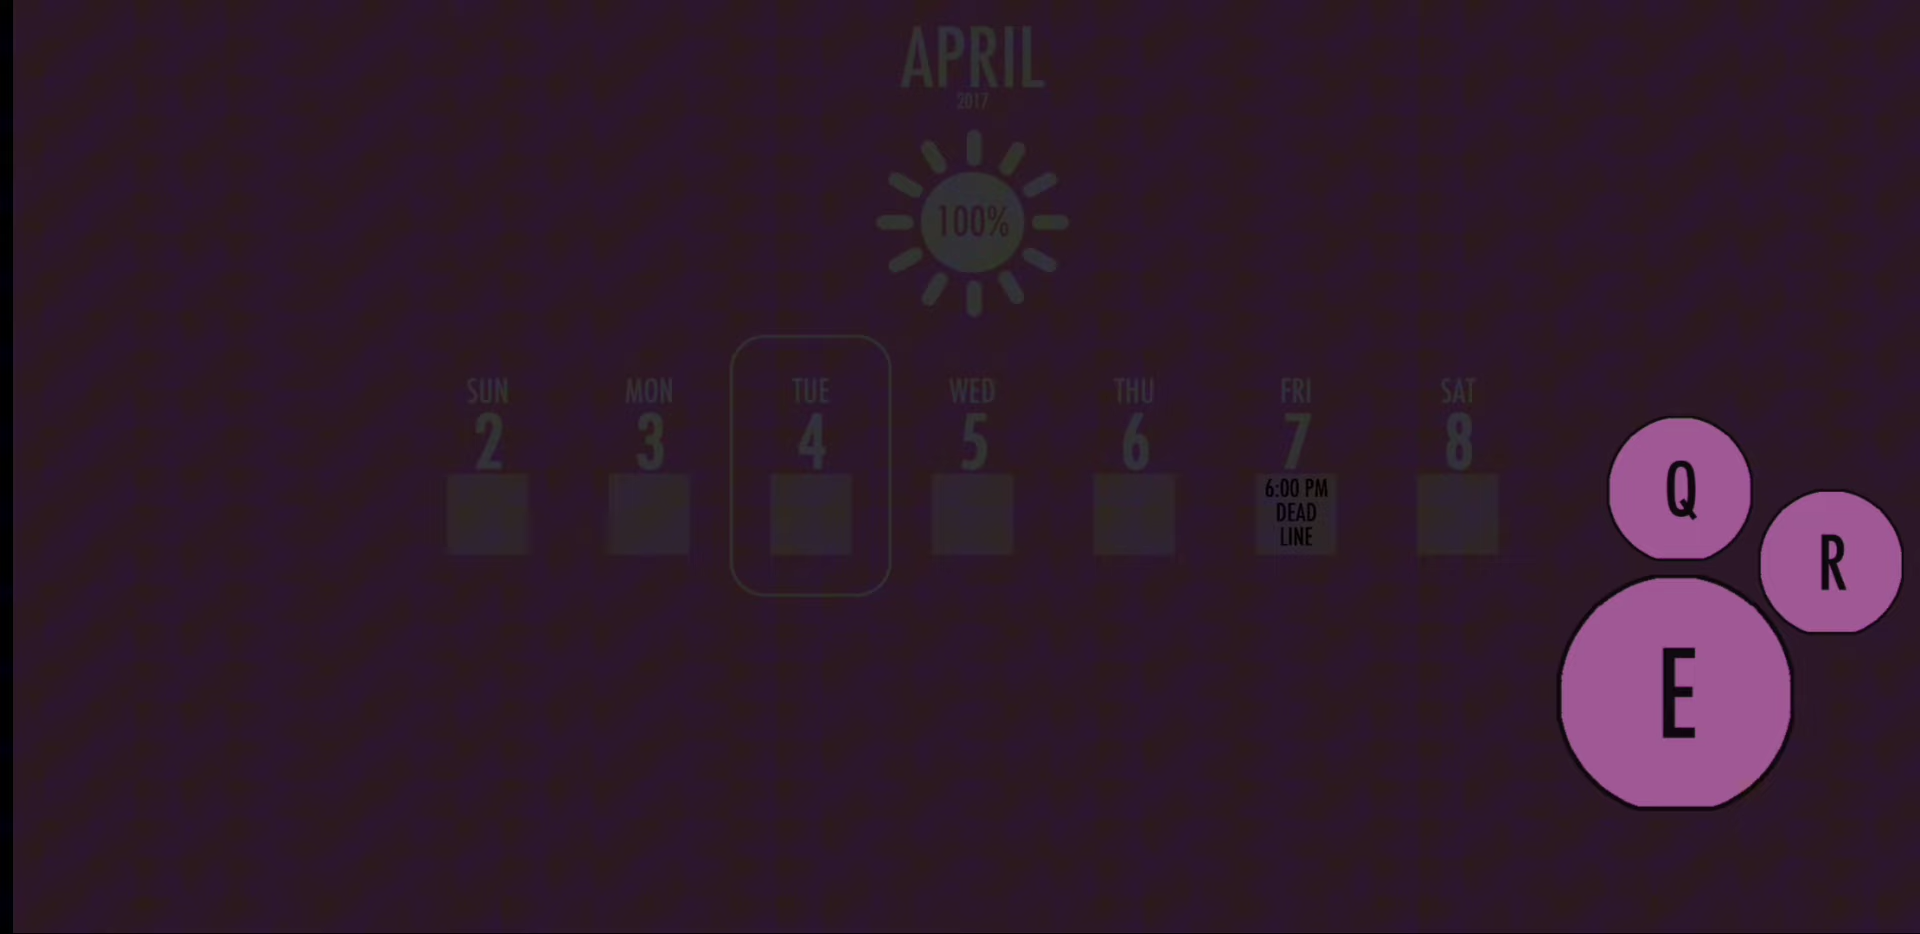 APRIL
2017
100%
SUN MON TUE WED THU FRI SAT
2 3 4 5 6 7 8
6:00 PM
DEAD
LINE
Q
R
E